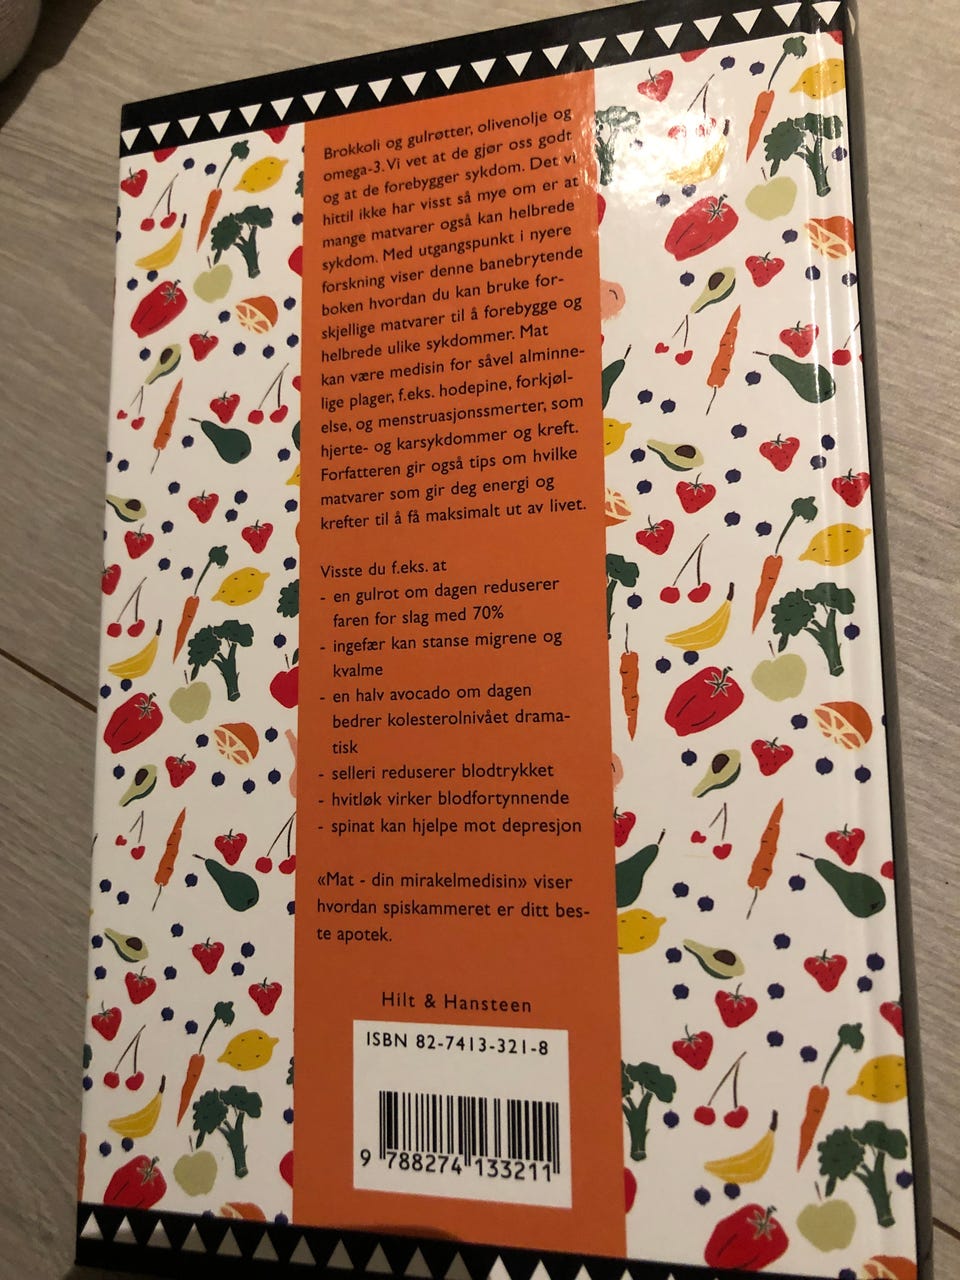 Brokkoli og gulrøtter, olivenolje og
omega-3. Vi vet at de gjør oss godt
og at de forebygger sykdom. Det vi
hittil ikke har visst så mye om er at
mange matvarer også kan helbrede
sykdom. Med utgangspunkt i nyere
forskning viser denne banebrytende
boken hvordan du kan bruke for-
skjellige matvarer til å forebygge og
helbrede ulike sykdommer. Mat
kan være medisin for såvel alminne-
lige plager, f.eks. hodepine, forkjøl-
else, og menstruasjonssmerter, som
hjerte- og karsykdommer og kreft.
Forfatteren gir også tips om hvilke
matvarer som gir deg energi og
krefter til å få maksimalt ut av livet.
Visste du f.eks. at
- en gulrot om dagen reduserer
faren for slag med 70%
- ingefær kan stanse migrene og
kvalme
- en halv avocado om dagen
bedrer kolesterolnivået drama-
tisk
- selleri reduserer blodtrykket
- hvitløk virker blodfortynnende
- spinat kan hjelpe mot depresjon
«Mat - din mirakelmedisin» viser
hvordan spiskammeret er ditt bes-
te apotek.
Hilt & Hansteen
ISBN 82-7413-321-8
9 788274 133211